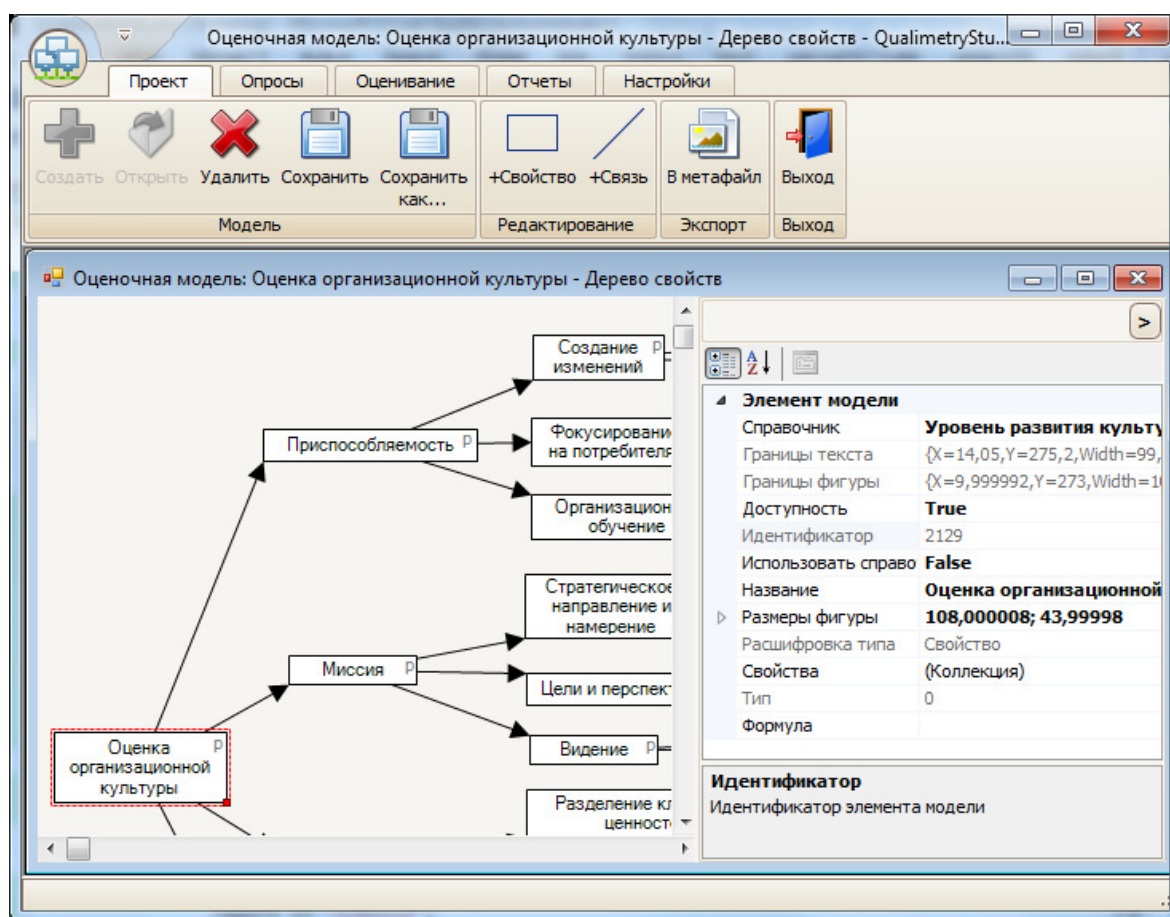 Оценочная модель: Оценка организационной культуры - Дерево свойств - QualimetryStu...
Проект Опросы Оценивание Отчеты Настройки
Создать Открыть Удалить Сохранить Сохранить как... +Свойство +Связь В метафайл Выход
Модель Редактирование Экспорт Выход
Оценочная модель: Оценка организационной культуры - Дерево свойств
>
Создание p
изменений
Приспособляемость p
Фокусировани
на потребителя
Организацион
обучение
Стратегическое
направление и
намерение
Миссия p
Цели и перспект
Видение p
Оценка p
организационной
культуры
Разделение кл
ценност
A
Z
Элемент модели
Справочник Уровень развития культу
Границы текста {X=14,05,Y=275,2,Width=99,
Границы фигуры {X=9,999992,Y=273,Width=10
Доступность True
Идентификатор 2129
Использовать справо False
Название Оценка организационной
Размеры фигуры 108,000008; 43,99998
Расшифровка типа Свойство
Свойства (Коллекция)
Тип 0
Формула
Идентификатор
Идентификатор элемента модели